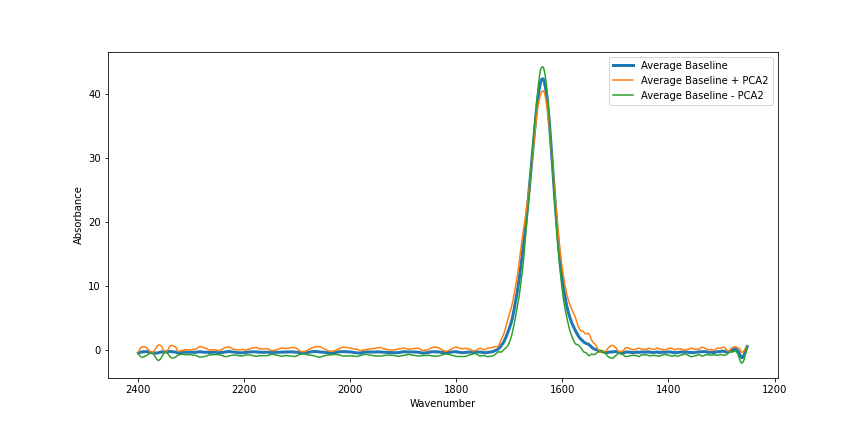 Average Baseline
Average Baseline + PCA2
Average Baseline - PCA2
Absorbance
40
30
20
10
0
2400 2200 2000 1800 1600 1400 1200
Wavenumber